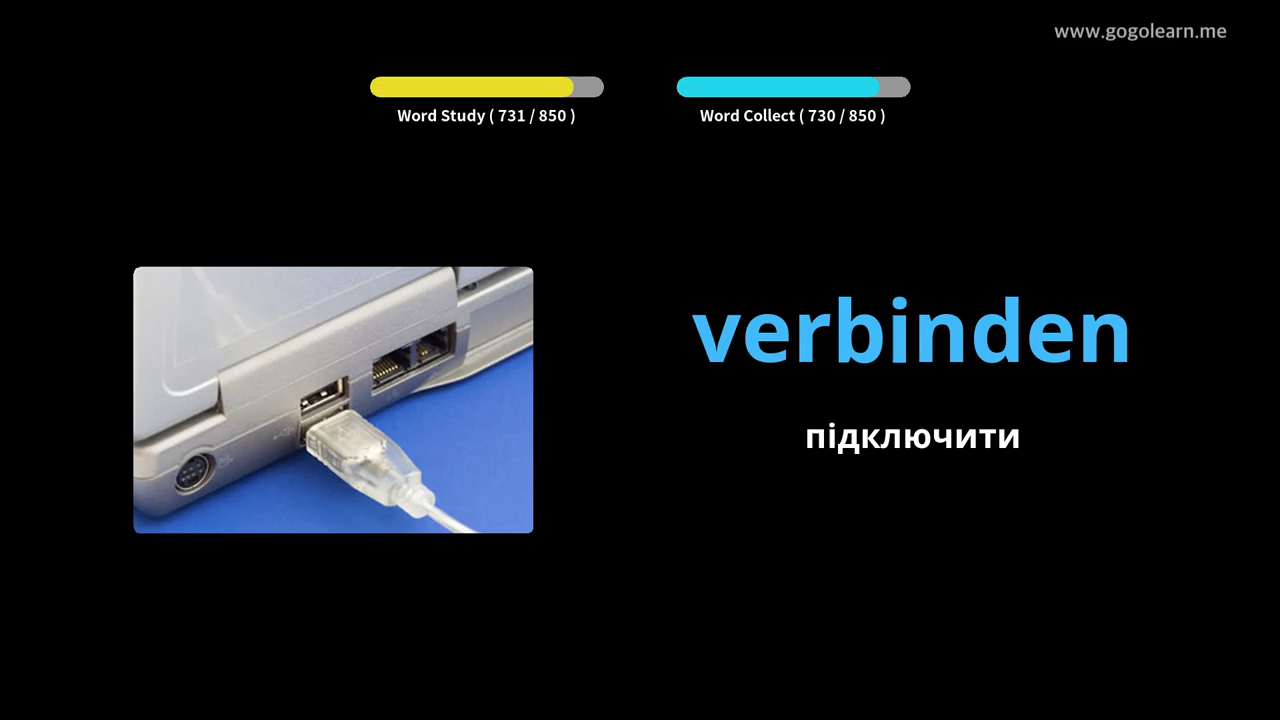 www.gogolearn.me
Word Study ( 731 / 850 )
Word Collect ( 730 / 850 )
verbinden
підключити